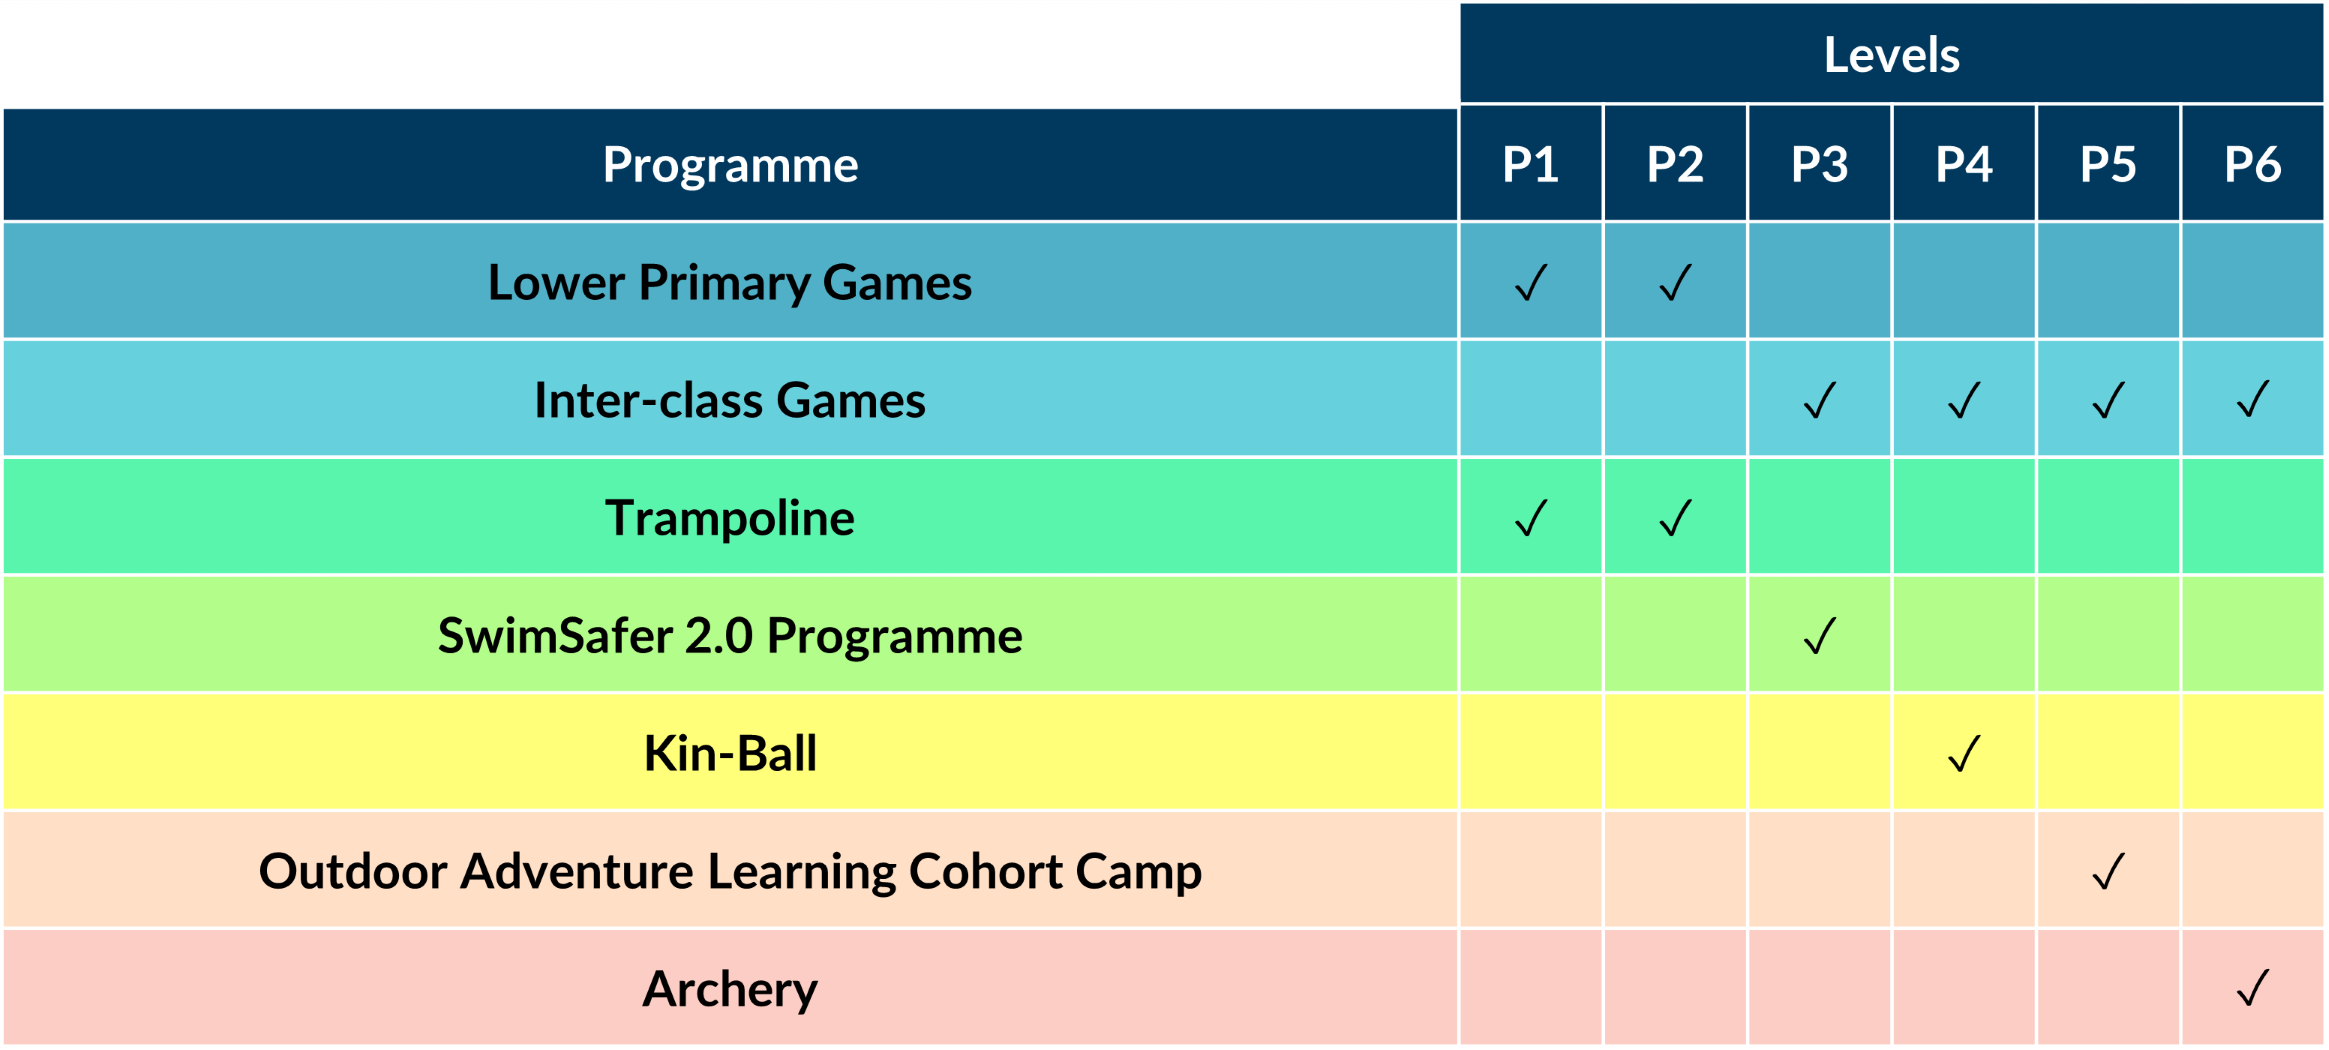 Levels
Programme P1 P2 P3 P4 P5 P6
Lower Primary Games ✓ ✓
Inter-class Games ✓ ✓ ✓ ✓
Trampoline ✓ ✓
SwimSafer 2.0 Programme ✓
Kin-Ball ✓
Outdoor Adventure Learning Cohort Camp ✓
Archery ✓